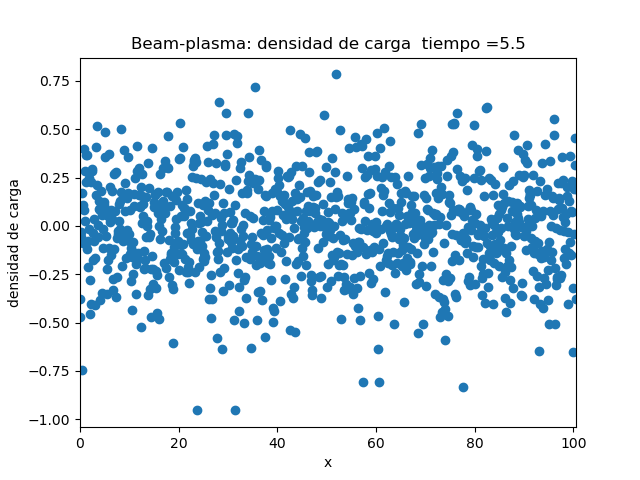 Beam-plasma: densidad de carga  tiempo =5.5
densidad de carga
0.75
0.50
0.25
0.00
−0.25
−0.50
−0.75
−1.00
0 20 40 60 80 100
x